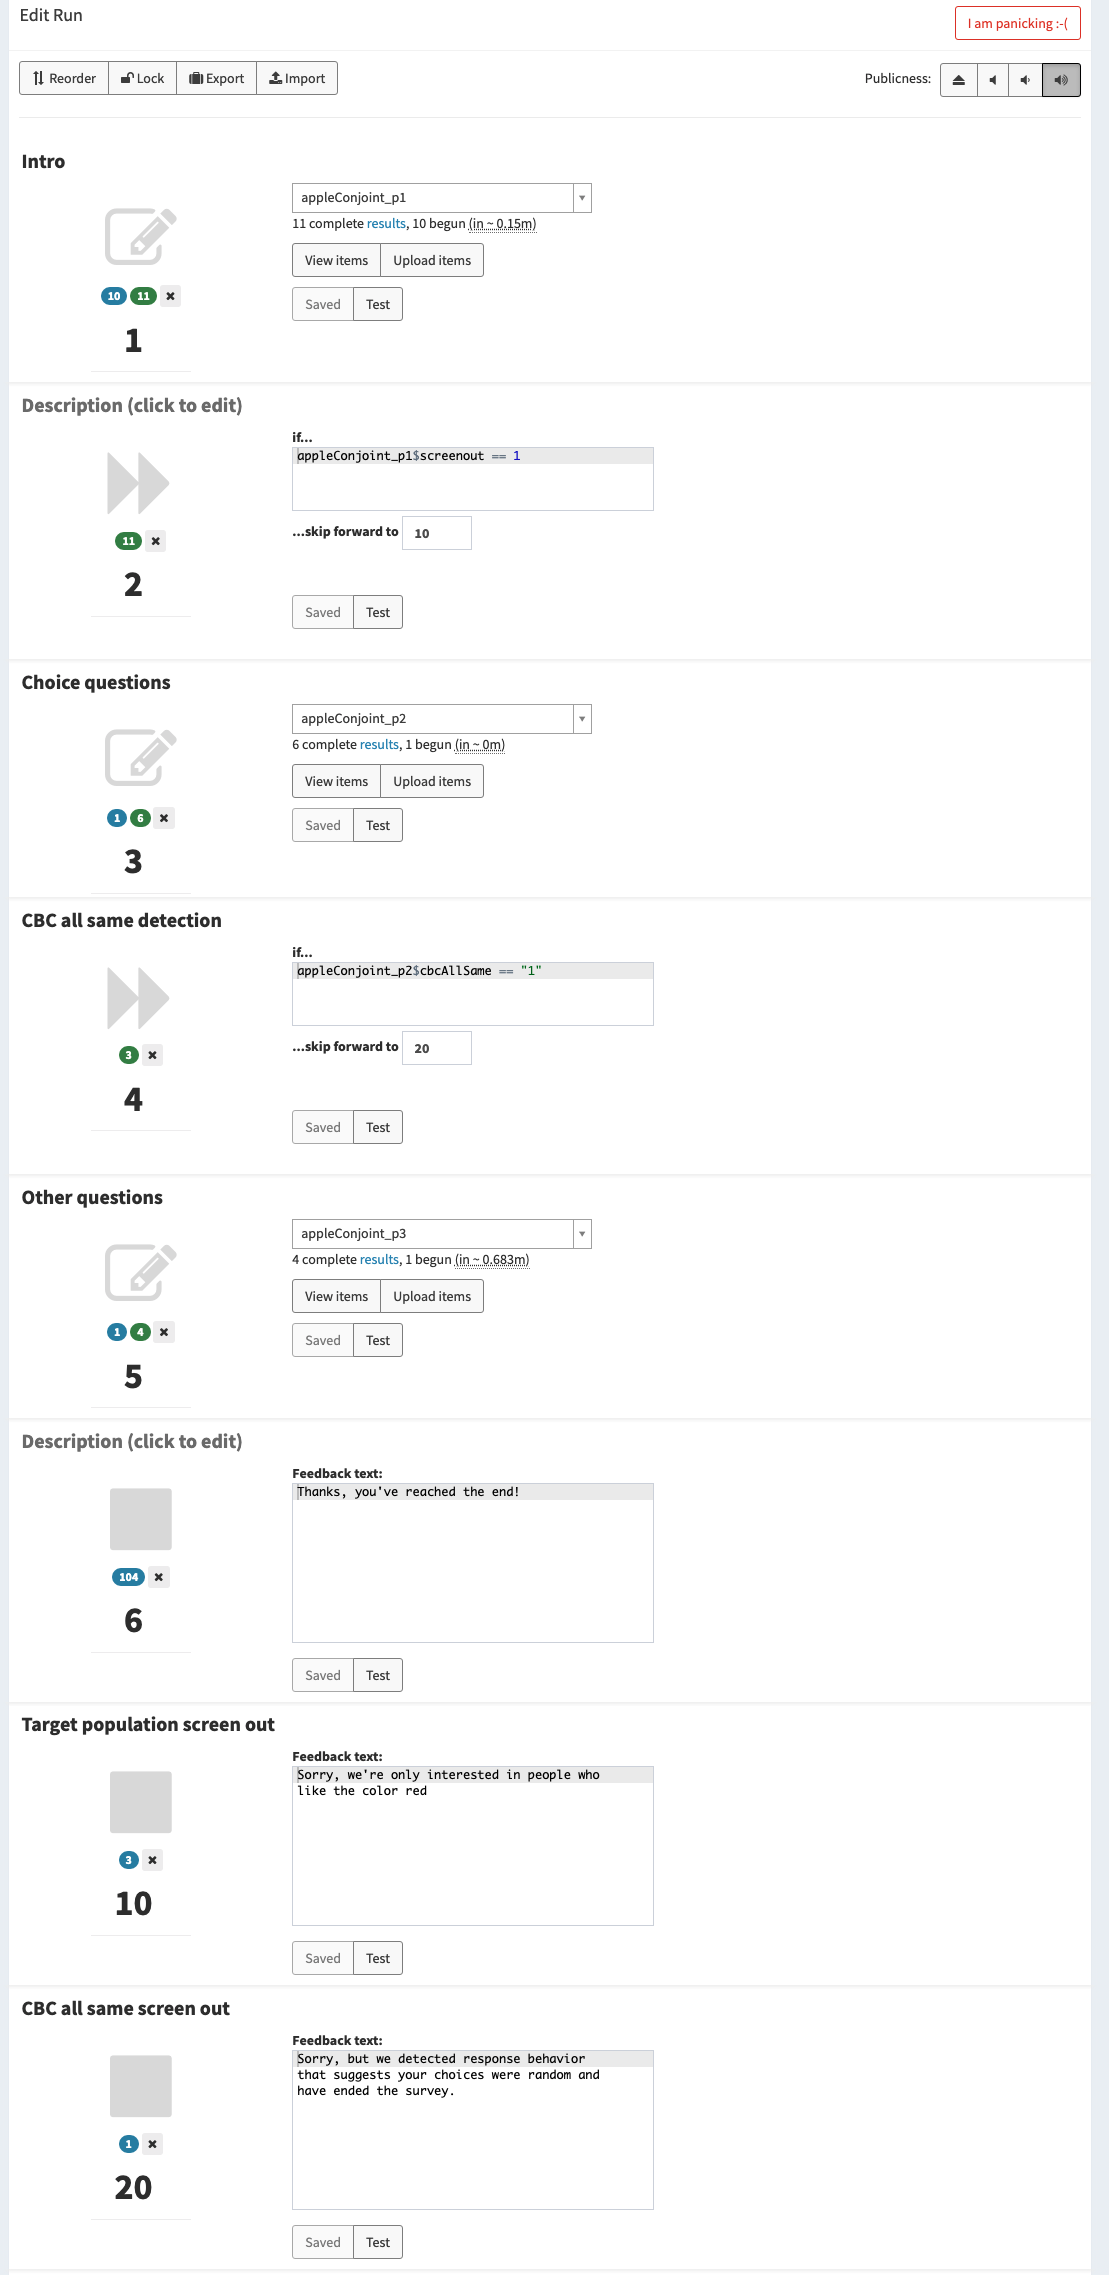 Edit Run
I am panicking :-(
Reorder Lock Export Import
Publicness:
Intro
appleConjoint_p1
11 complete results, 10 begun (in ~ 0.15m)
View items Upload items
10 11
Saved Test
1
Description (click to edit)
if...
appleConjoint_p1$screenout == 1
...skip forward to 10
11
2
Saved Test
Choice questions
appleConjoint_p2
6 complete results, 1 begun (in ~ 0m)
View items Upload items
1 6
Saved Test
3
CBC all same detection
if...
appleConjoint_p2$cbcAllSame == "1"
...skip forward to 20
3
4
Saved Test
Other questions
appleConjoint_p3
4 complete results, 1 begun (in ~ 0.683m)
View items Upload items
1 4
Saved Test
5
Description (click to edit)
Feedback text:
Thanks, you've reached the end!
104
6
Saved Test
Target population screen out
Feedback text:
Sorry, we're only interested in people who
like the color red
3
10
Saved Test
CBC all same screen out
Feedback text:
Sorry, but we detected response behavior
that suggests your choices were random and
have ended the survey.
1
20
Saved Test